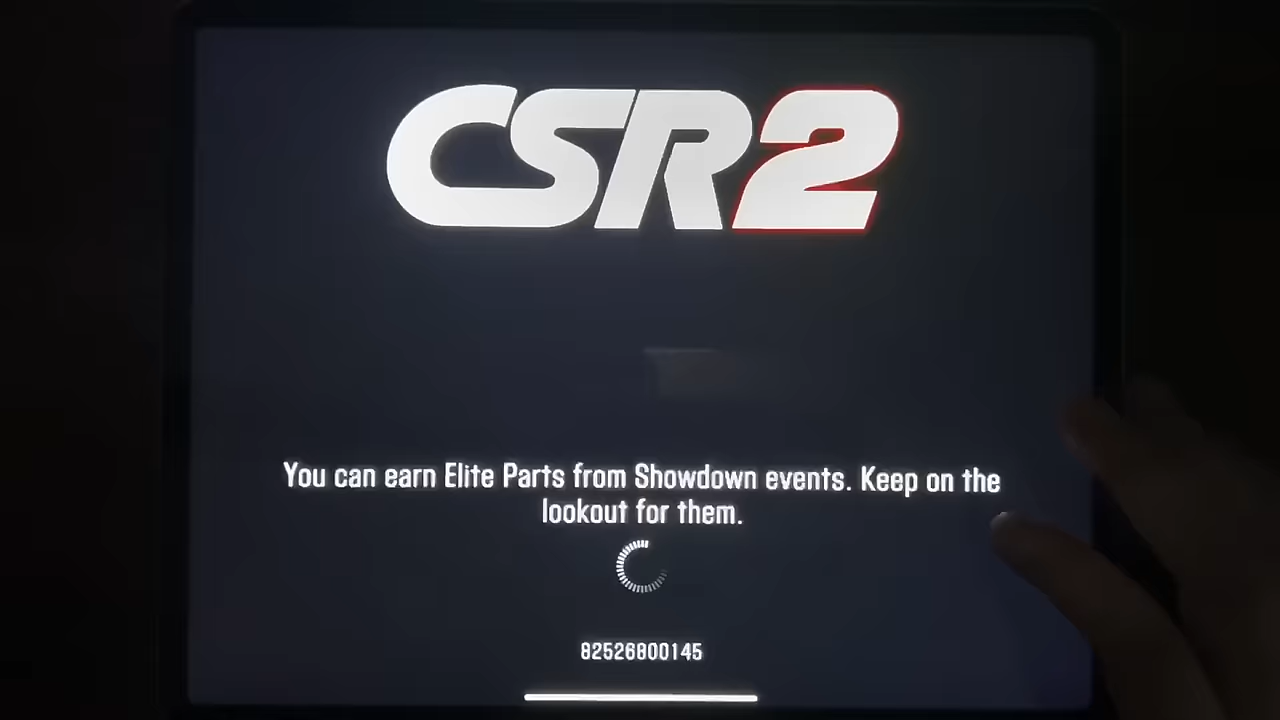 CSR2
You can earn Elite Parts from Showdown events. Keep on the
lookout for them.
82526800145